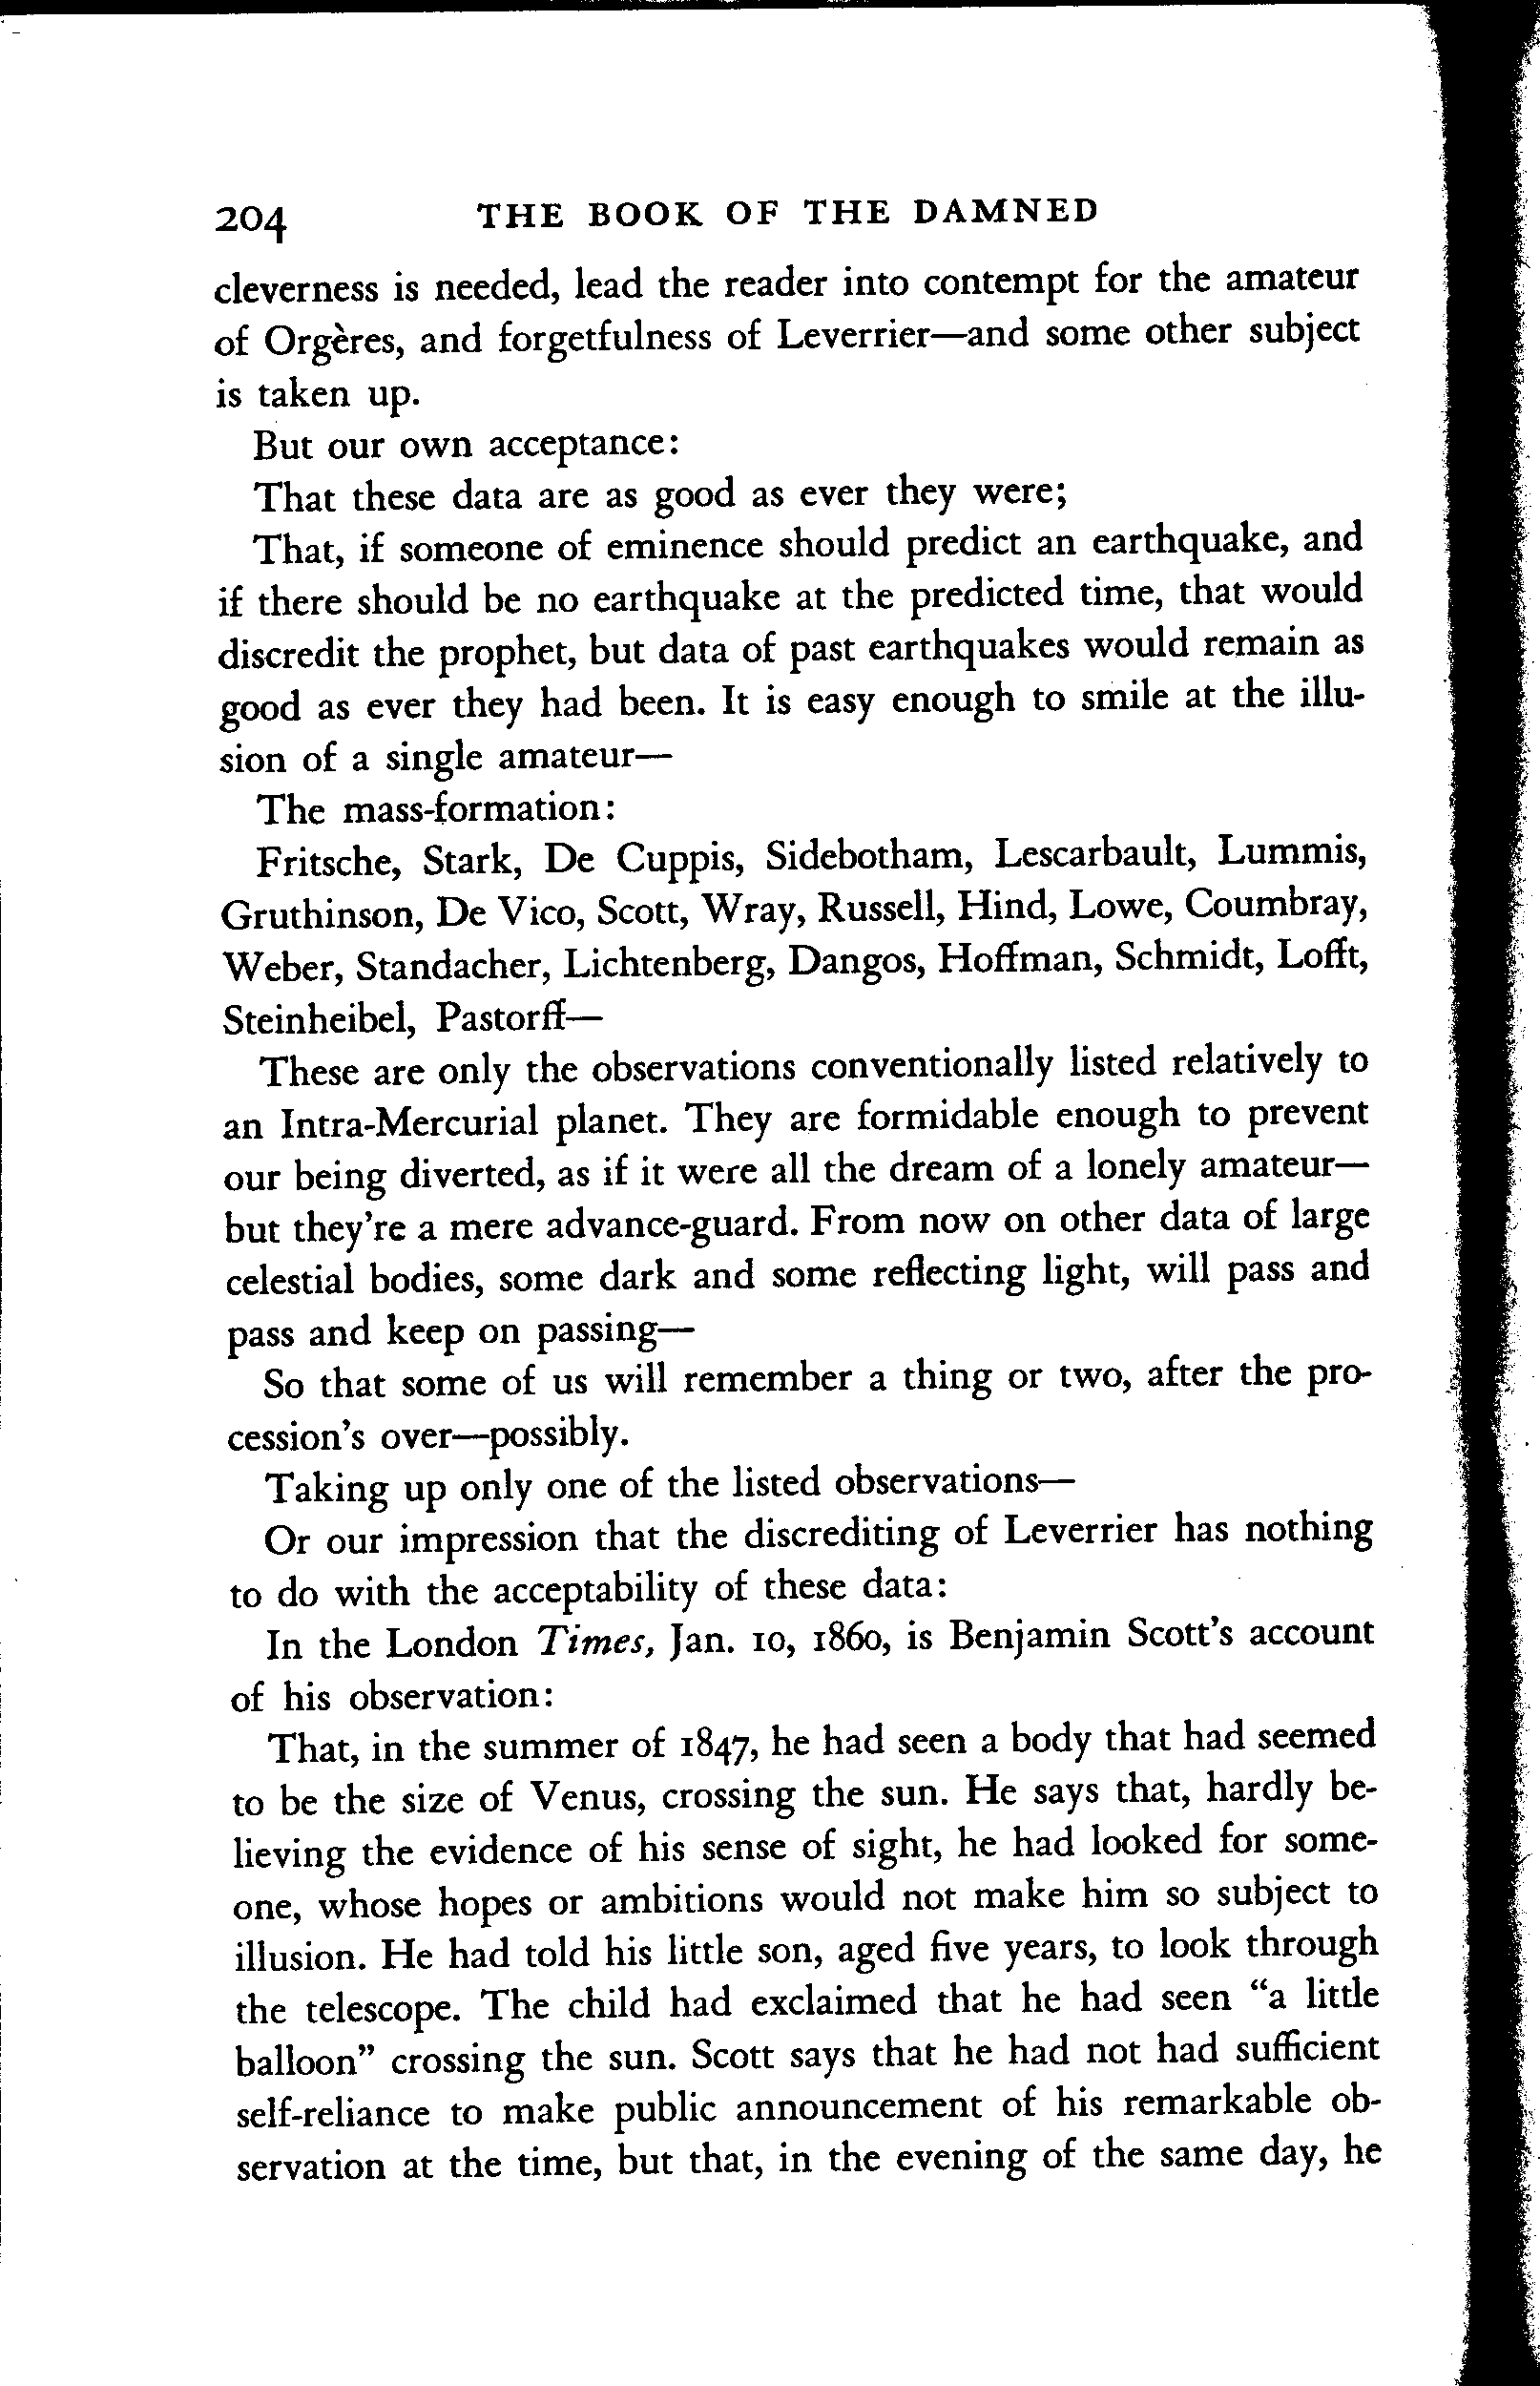 204 THE BOOK OF THE DAMNED
cleverness is needed, lead the reader into contempt for the amateur
of Orgères, and forgetfulness of Leverrier—and some other subject
is taken up.
But our own acceptance:
That these data are as good as ever they were;
That, if someone of eminence should predict an earthquake, and
if there should be no earthquake at the predicted time, that would
discredit the prophet, but data of past earthquakes would remain as
good as ever they had been. It is easy enough to smile at the illu-
sion of a single amateur—
The mass-formation:
Fritsche, Stark, De Cuppis, Sidebotham, Lescarbault, Lummis,
Gruthinson, De Vico, Scott, Wray, Russell, Hind, Lowe, Coumbray,
Weber, Standacher, Lichtenberg, Dangos, Hoffman, Schmidt, Lofft,
Steinheibel, Pastorff—
These are only the observations conventionally listed relatively to
an Intra-Mercurial planet. They are formidable enough to prevent
our being diverted, as if it were all the dream of a lonely amateur—
but they're a mere advance-guard. From now on other data of large
celestial bodies, some dark and some reflecting light, will pass and
pass and keep on passing—
So that some of us will remember a thing or two, after the pro-
cession's over—possibly.
Taking up only one of the listed observations—
Or our impression that the discrediting of Leverrier has nothing
to do with the acceptability of these data:
In the London Times, Jan. 10, 1860, is Benjamin Scott's account
of his observation:
That, in the summer of 1847, he had seen a body that had seemed
to be the size of Venus, crossing the sun. He says that, hardly be-
lieving the evidence of his sense of sight, he had looked for some-
one, whose hopes or ambitions would not make him so subject to
illusion. He had told his little son, aged five years, to look through
the telescope. The child had exclaimed that he had seen "a little
balloon" crossing the sun. Scott says that he had not had sufficient
self-reliance to make public announcement of his remarkable ob-
servation at the time, but that, in the evening of the same day, he